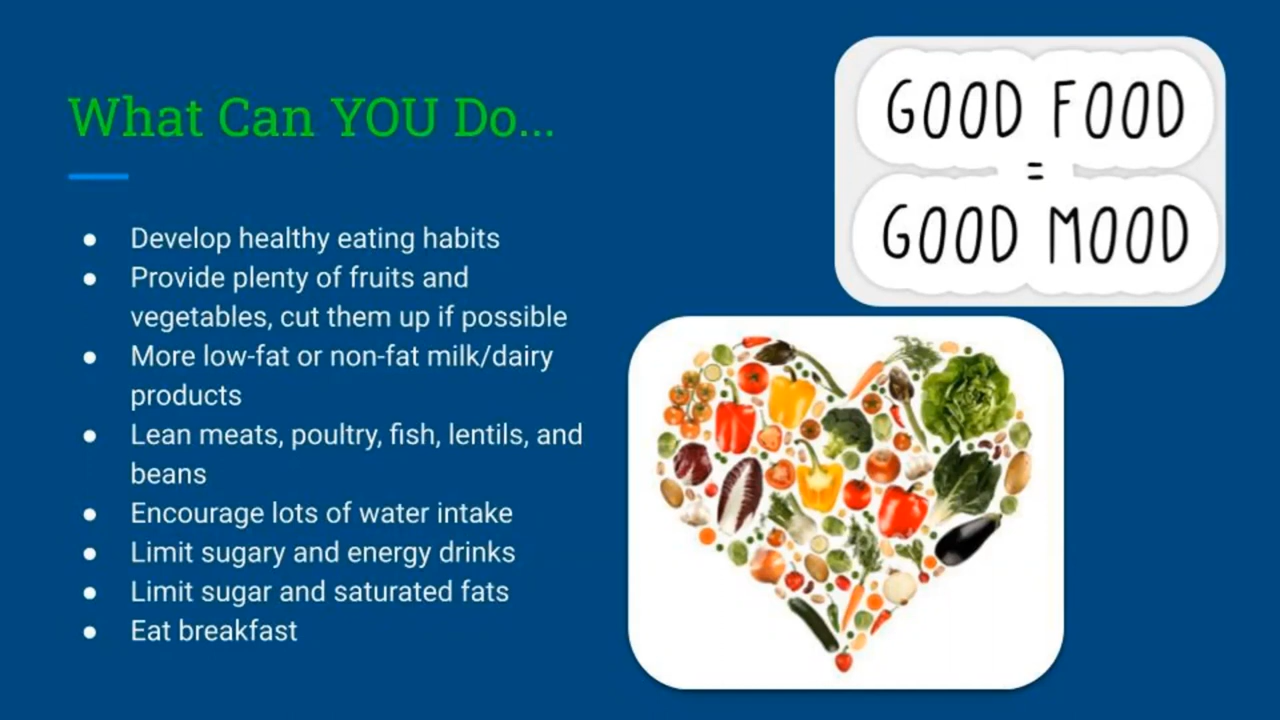 What Can YOU Do...
● Develop healthy eating habits
● Provide plenty of fruits and
vegetables, cut them up if possible
● More low-fat or non-fat milk/dairy
products
● Lean meats, poultry, fish, lentils, and
beans
● Encourage lots of water intake
● Limit sugary and energy drinks
● Limit sugar and saturated fats
● Eat breakfast
GOOD FOOD
=
GOOD MOOD